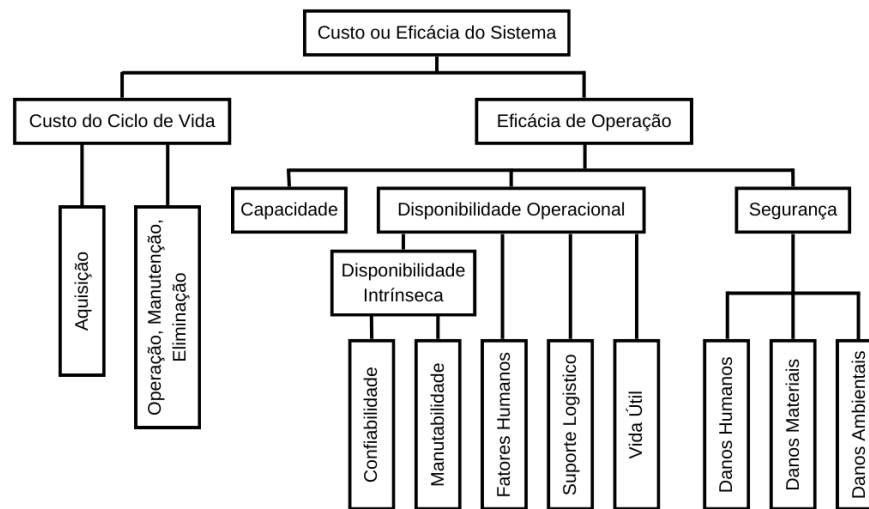 Custo ou Eficácia do Sistema
Custo do Ciclo de Vida
Eficácia de Operação
Capacidade
Disponibilidade Operacional
Segurança
Aquisição
Operação, Manutenção,
Eliminação
Disponibilidade
Intrínseca
Confiabilidade
Manutabilidade
Fatores Humanos
Suporte Logistico
Vida Útil
Danos Humanos
Danos Materiais
Danos Ambientais